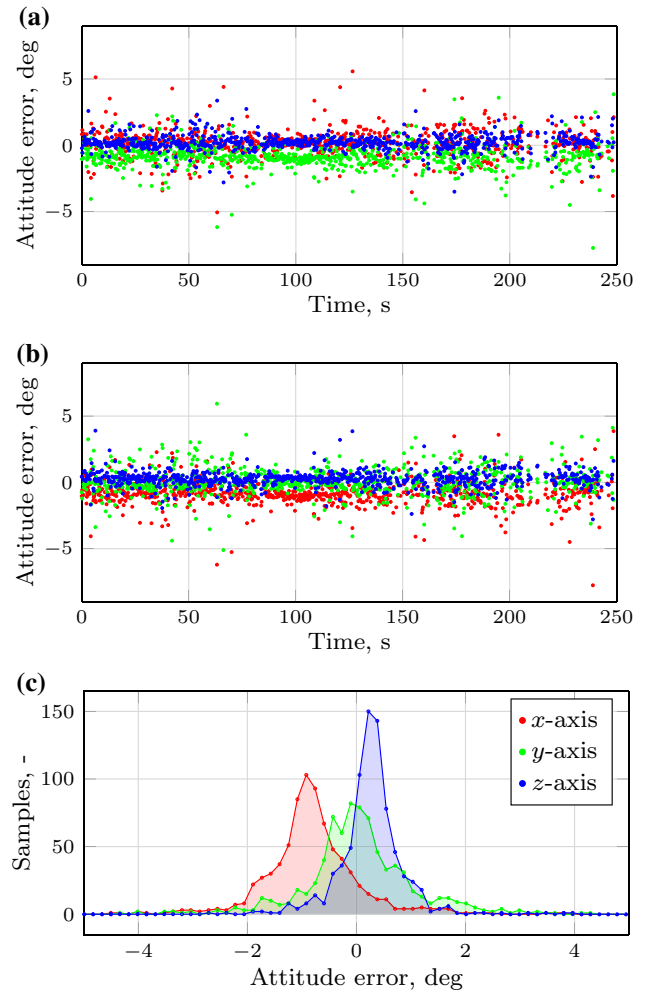 (a)
Attitude error, deg
5
0
−5
0 50 100 150 200 250
Time, s
(b)
Attitude error, deg
5
0
−5
0 50 100 150 200 250
Time, s
(c)
Samples, -
150
100
50
0
x-axis
y-axis
z-axis
−4 −2 0 2 4
Attitude error, deg